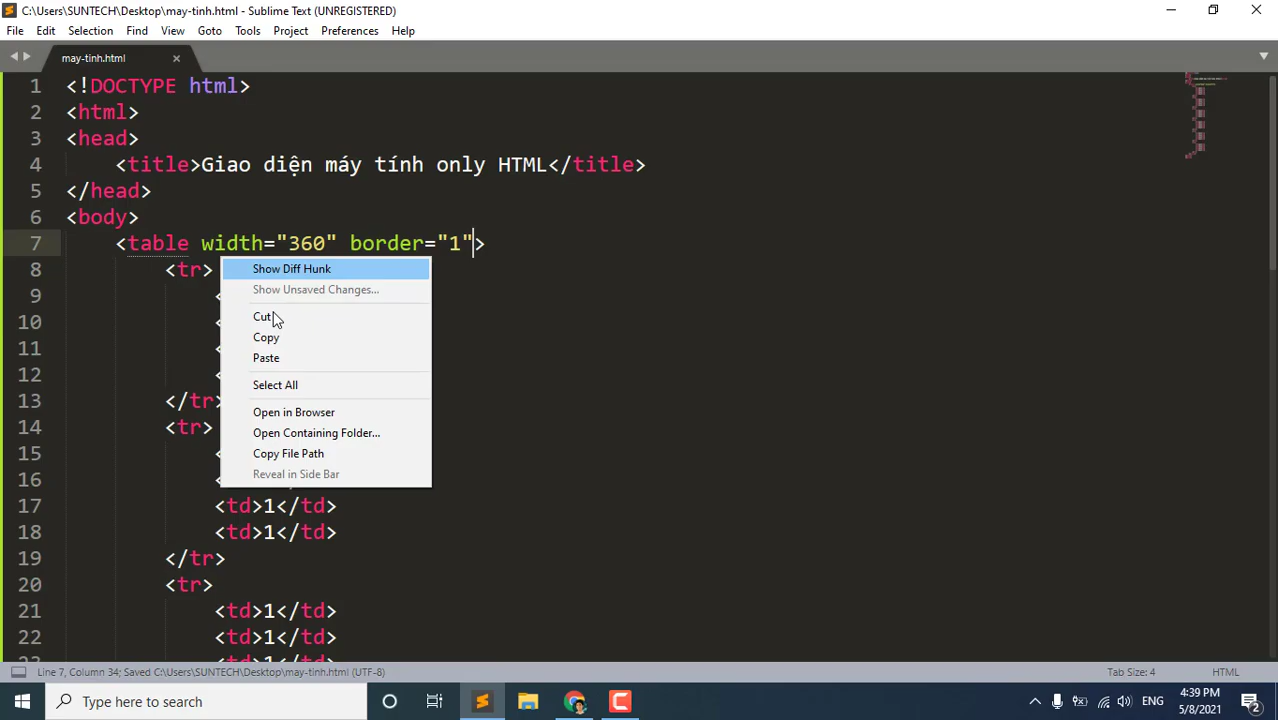 C:\Users\SUNTECH\Desktop\may-tinh.html - Sublime Text (UNREGISTERED)
File Edit Selection Find View Goto Tools Project Preferences Help
may-tinh.html
1 <!DOCTYPE html>
2 <html>
3 <head>
4 <title>Giao diện máy tính only HTML</title>
5 </head>
6 <body>
7 <table width="360" border="1">
8 <tr>
Show Diff Hunk
9 <
Show Unsaved Changes...
10 <
Cut
11 <
Copy
12 <
Paste
Select All
13 </tr
Open in Browser
14 <tr>
Open Containing Folder...
15 <
Copy File Path
16 <
Reveal in Side Bar
17 <td>1</td>
18 <td>1</td>
19 </tr>
20 <tr>
21 <td>1</td>
22 <td>1</td>
Line 7, Column 34; Saved C:\Users\SUNTECH\Desktop\may-tinh.html (UTF-8) Tab Size: 4 HTML
Type here to search
ENG
4:39 PM
5/8/2021
2